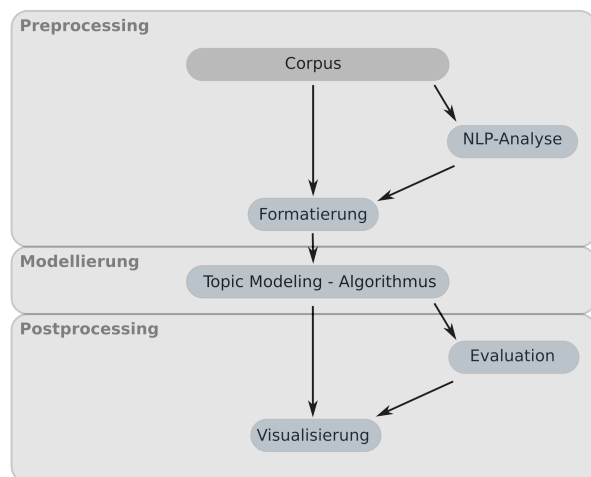 Preprocessing
Corpus
NLP-Analyse
Formatierung
Modellierung
Topic Modeling - Algorithmus
Postprocessing
Evaluation
Visualisierung